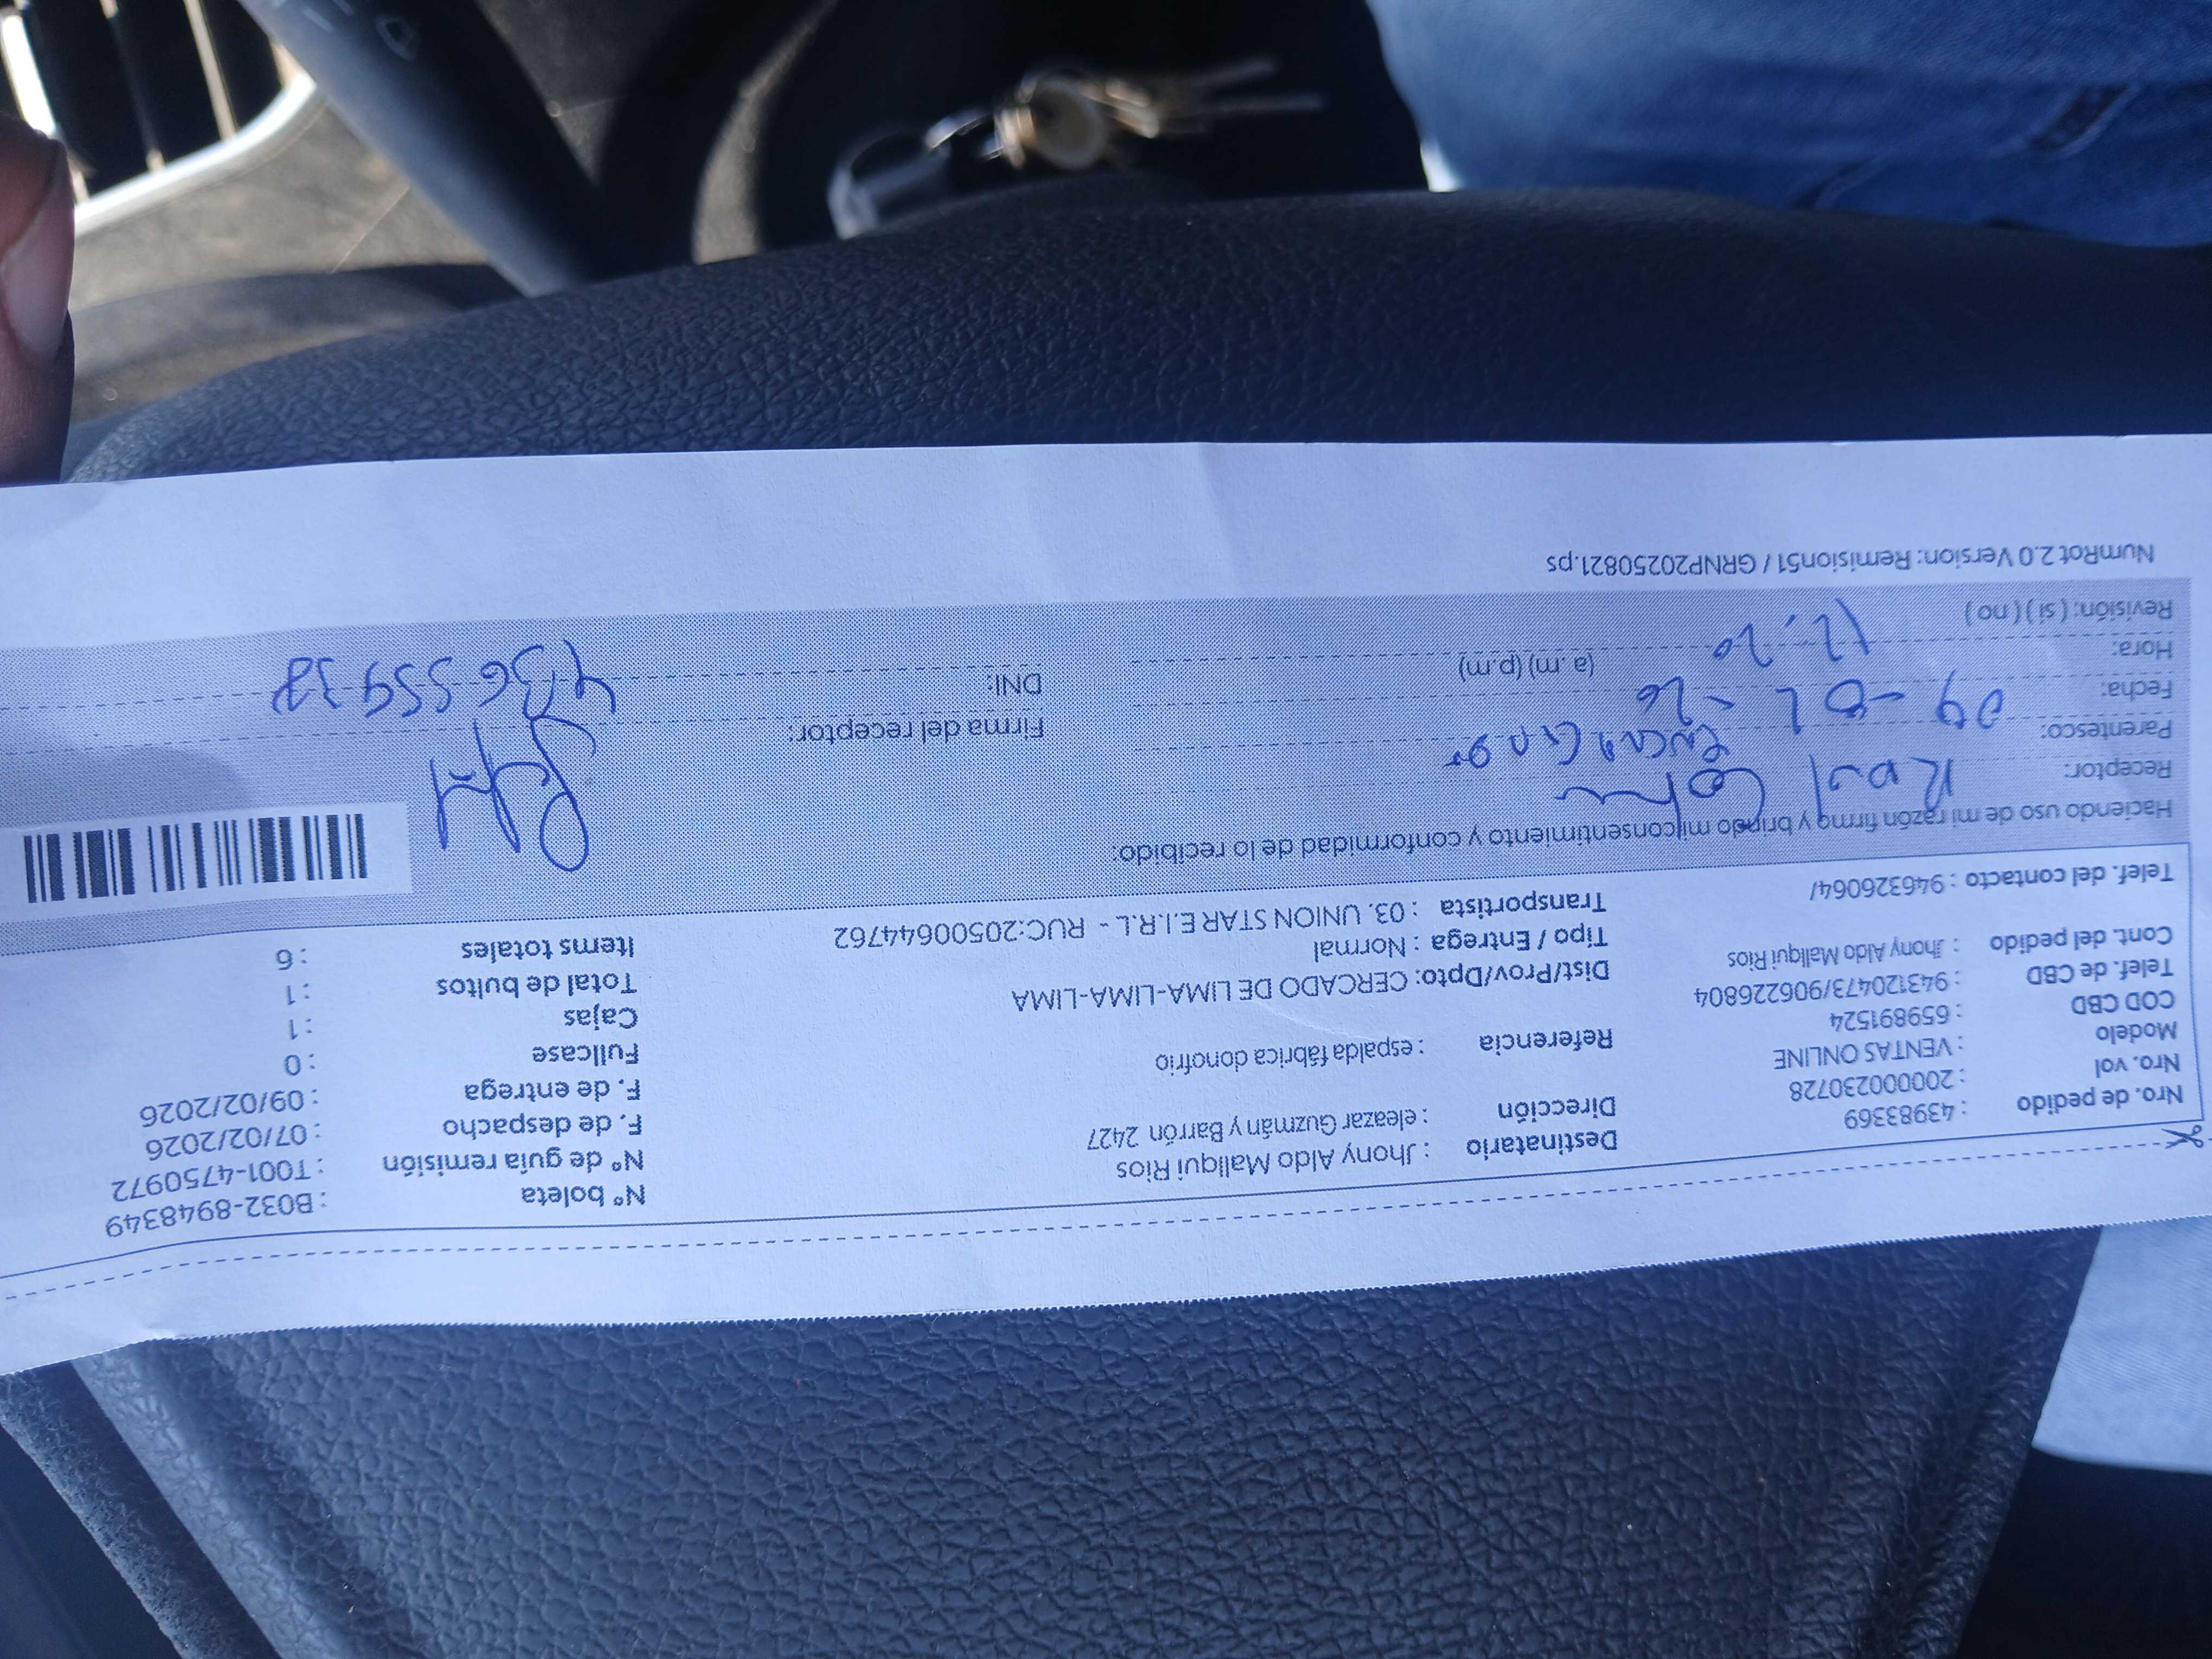 Nro. de pedido : 43983369
Nro. vol : 20000230728
Modelo : VENTAS ONLINE
COD CBD : 659891524
Telef. de CBD : 943120473/906226804
Cont. del pedido : Jhony Aldo Mallqui Rios
Telef. del contacto : 946326064/
Destinatario : Jhony Aldo Mallqui Rios
Dirección : eleazar Guzmán y Barrón 2427
Referencia : espalda fábrica donofrio
Dist/Prov/Dpto: CERCADO DE LIMA-LIMA-LIMA
Tipo / Entrega : Normal
Transportista : 03. UNION STAR E.I.R.L - RUC:20500644762
N° boleta : B032-8948349
N° de guía remisión : T001-4750972
F. de despacho : 07/02/2026
F. de entrega : 09/02/2026
Fullcase : 0
Cajas : 1
Total de bultos : 1
Items totales : 6
Haciendo uso de mi razón firmo y brindo mi consentimiento y conformidad de lo recibido:
Receptor: Raul
Parentesco:
Fecha: 09-02-26
Hora: 12:20 (a.m) (p.m)
Revisión: ( si ) ( no )
Firma del receptor:
DNI:
NumRot 2.0 Version: Remision51 / GRNP20250821.ps